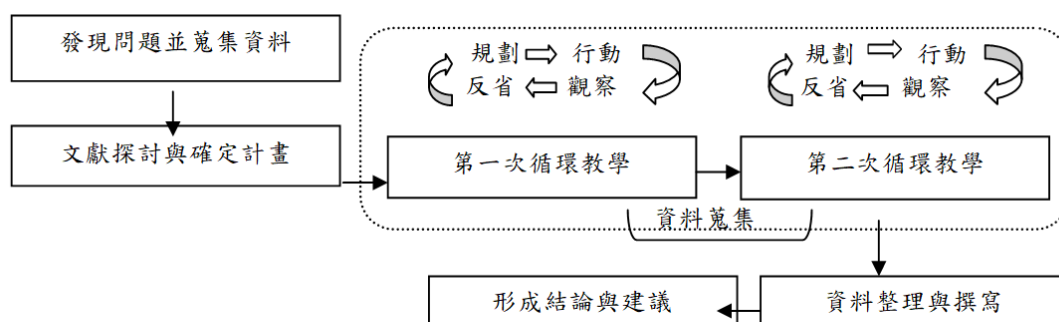 發現問題並蒐集資料
文獻探討與確定計畫
規劃 行動
反省 觀察
第一次循環教學
規劃 行動
反省 觀察
第二次循環教學
資料蒐集
資料整理與撰寫
形成結論與建議